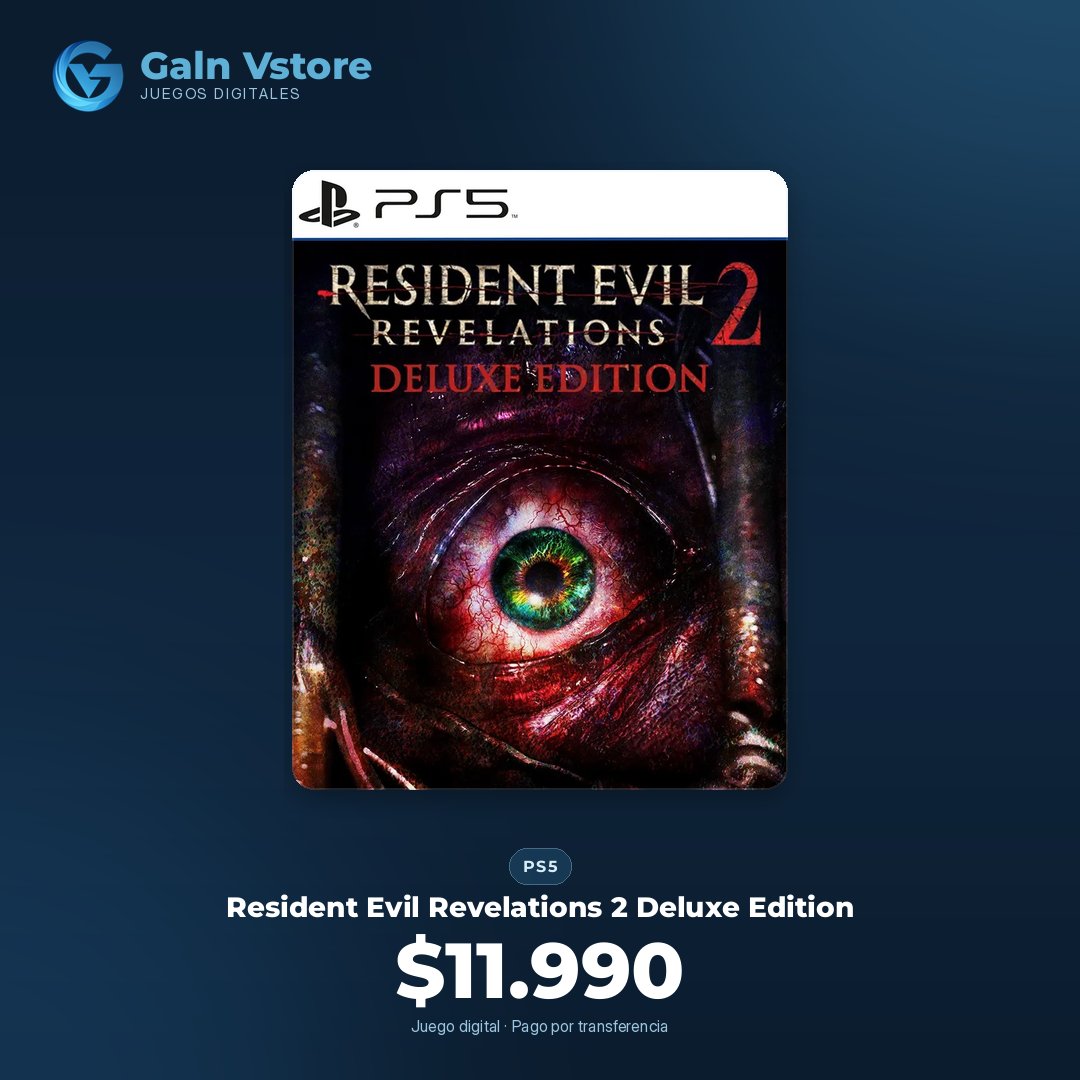 GaIn Vstore
JUEGOS DIGITALES
PS5
RESIDENT EVIL 2
REVELATIONS
DELUXE EDITION
PS5
Resident Evil Revelations 2 Deluxe Edition
$11.990
Juego digital · Pago por transferencia